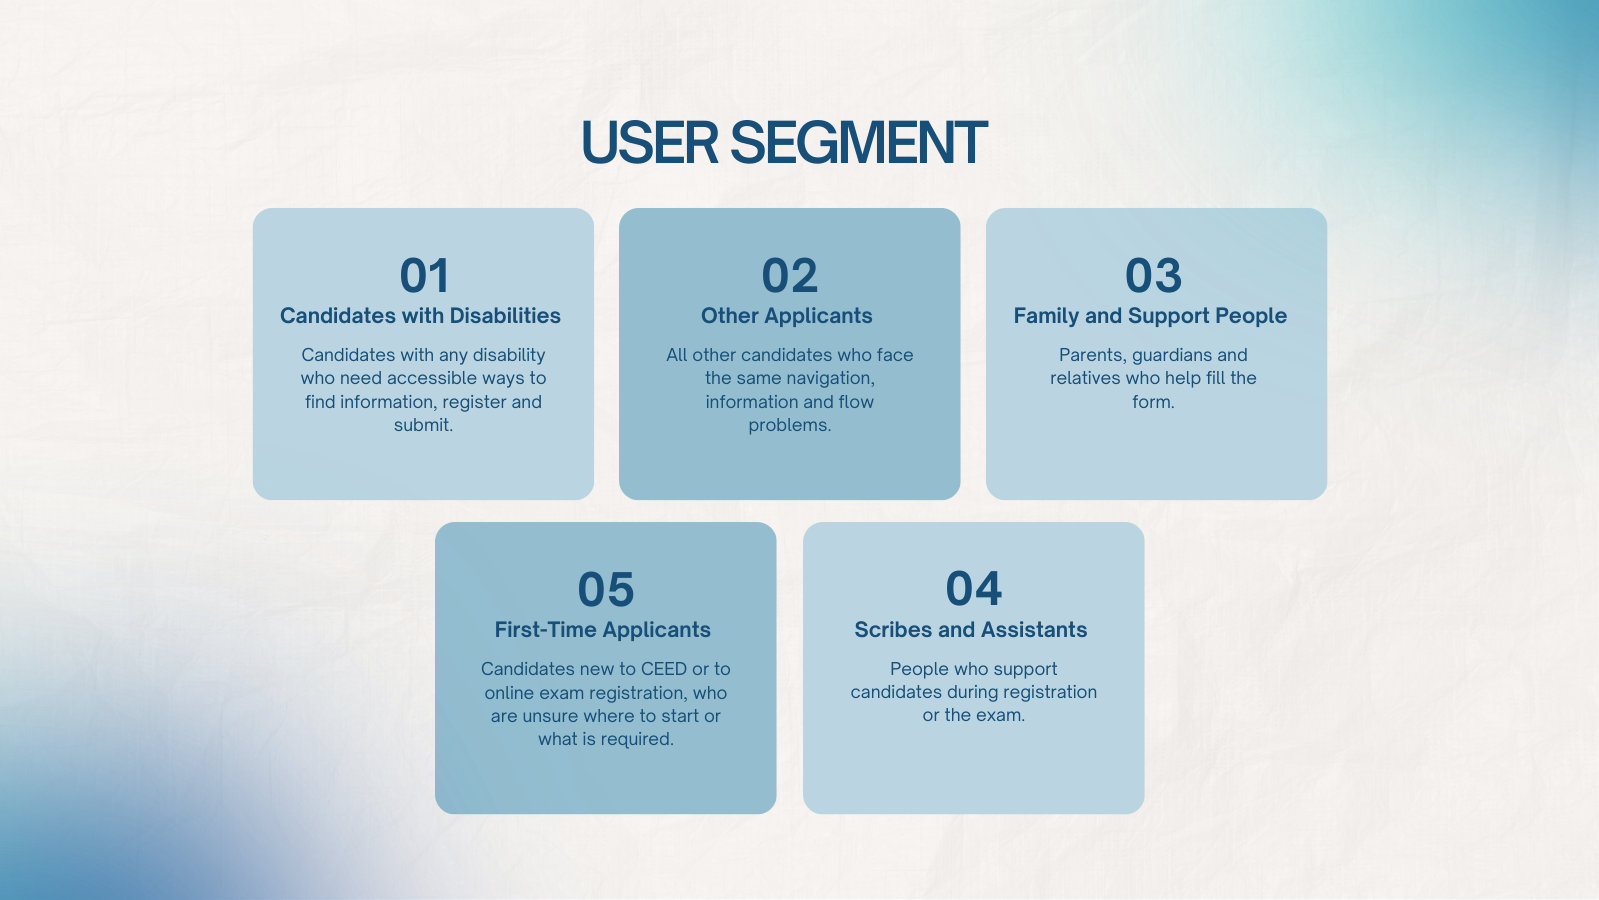 USER SEGMENT
01
Candidates with Disabilities
Candidates with any disability
who need accessible ways to
find information, register and
submit.
02
Other Applicants
All other candidates who face
the same navigation,
information and flow
problems.
03
Family and Support People
Parents, guardians and
relatives who help fill the
form.
05
First-Time Applicants
Candidates new to CEED or to
online exam registration, who
are unsure where to start or
what is required.
04
Scribes and Assistants
People who support
candidates during registration
or the exam.